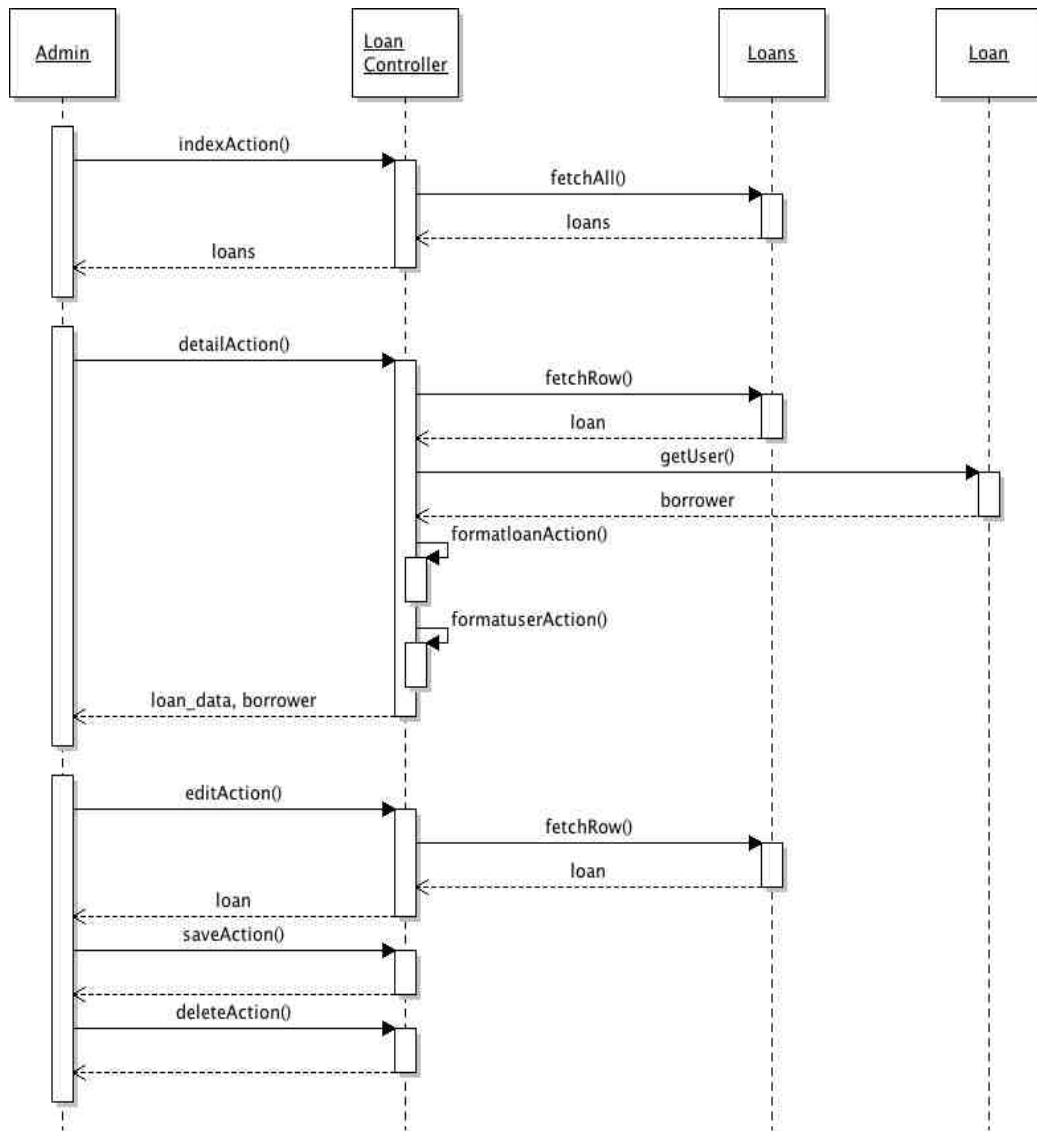 Admin
Loan
Controller
Loans
Loan
indexAction()
fetchAll()
loans
loans
detailAction()
fetchRow()
loan
getUser()
borrower
formatloanAction()
formatuserAction()
loan_data, borrower
editAction()
fetchRow()
loan
loan
saveAction()
deleteAction()